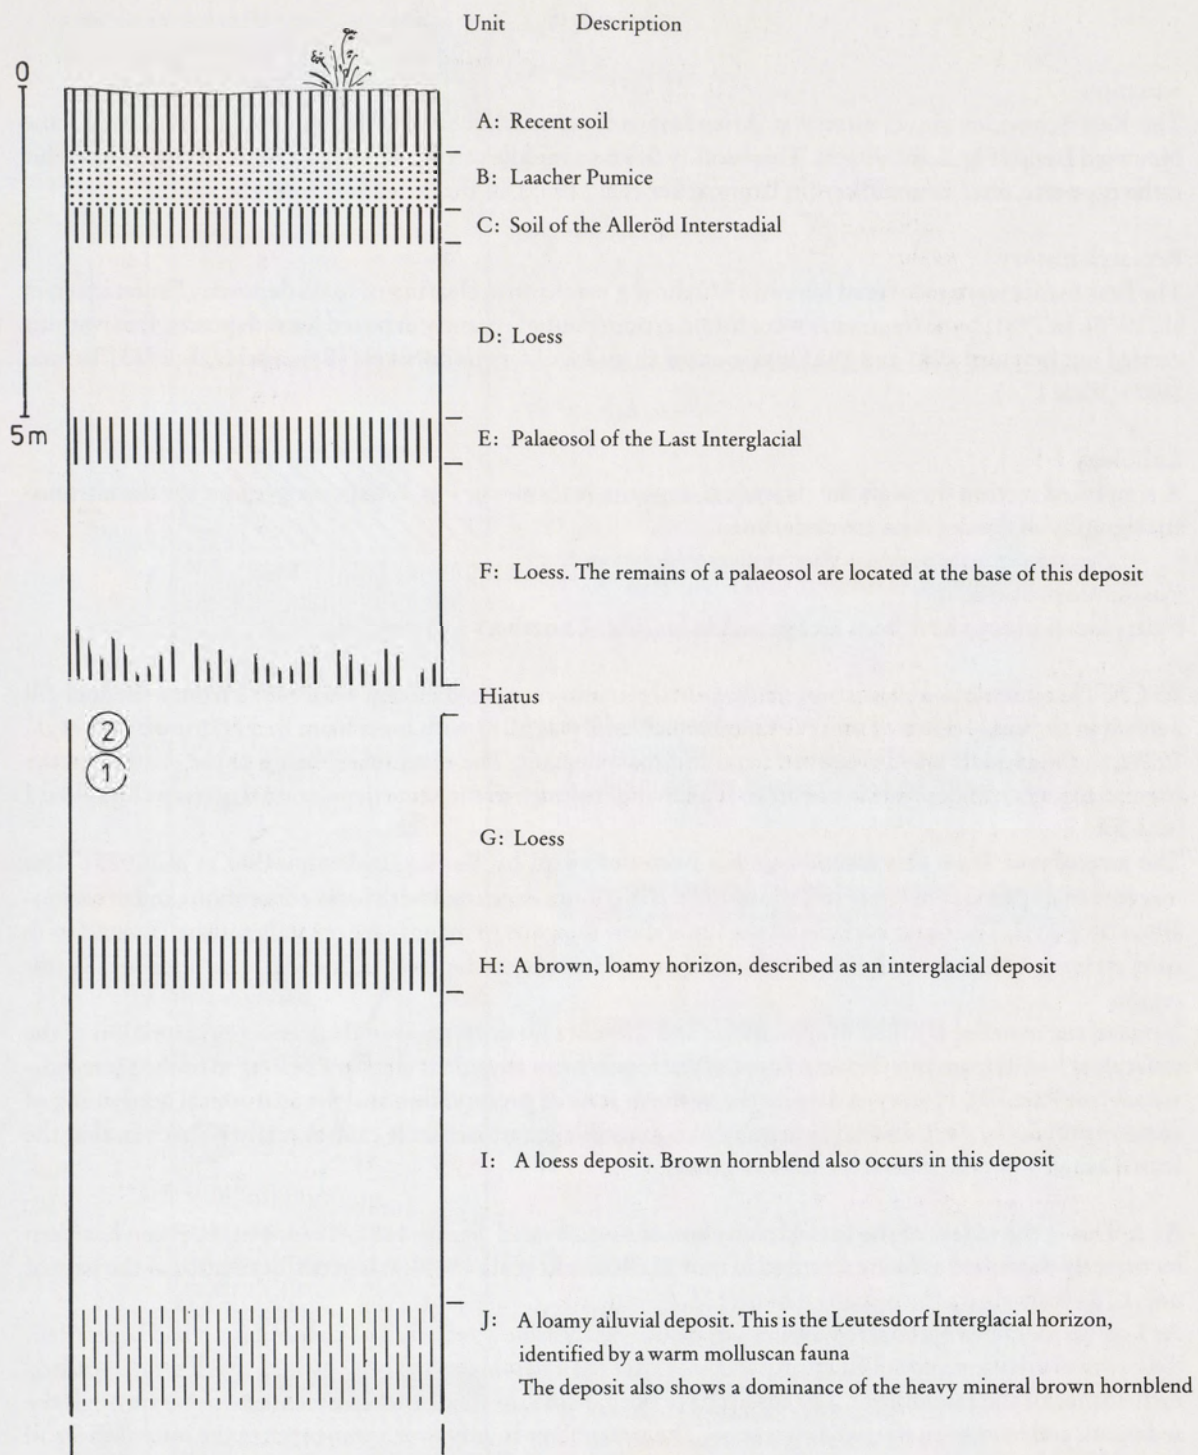 Unit Description
0
A: Recent soil
B: Laacher Pumice
C: Soil of the Alleröd Interstadial
D: Loess
5m
E: Palaeosol of the Last Interglacial
F: Loess. The remains of a palaeosol are located at the base of this deposit
Hiatus
2
1
G: Loess
H: A brown, loamy horizon, described as an interglacial deposit
I: A loess deposit. Brown hornblend also occurs in this deposit
J: A loamy ailuvial deposit. This is the Leutesdorf Interglacial horizon,
identified by a warm molluscan fauna
The deposit also shows a dominance of the heavy mineral brown hornblend